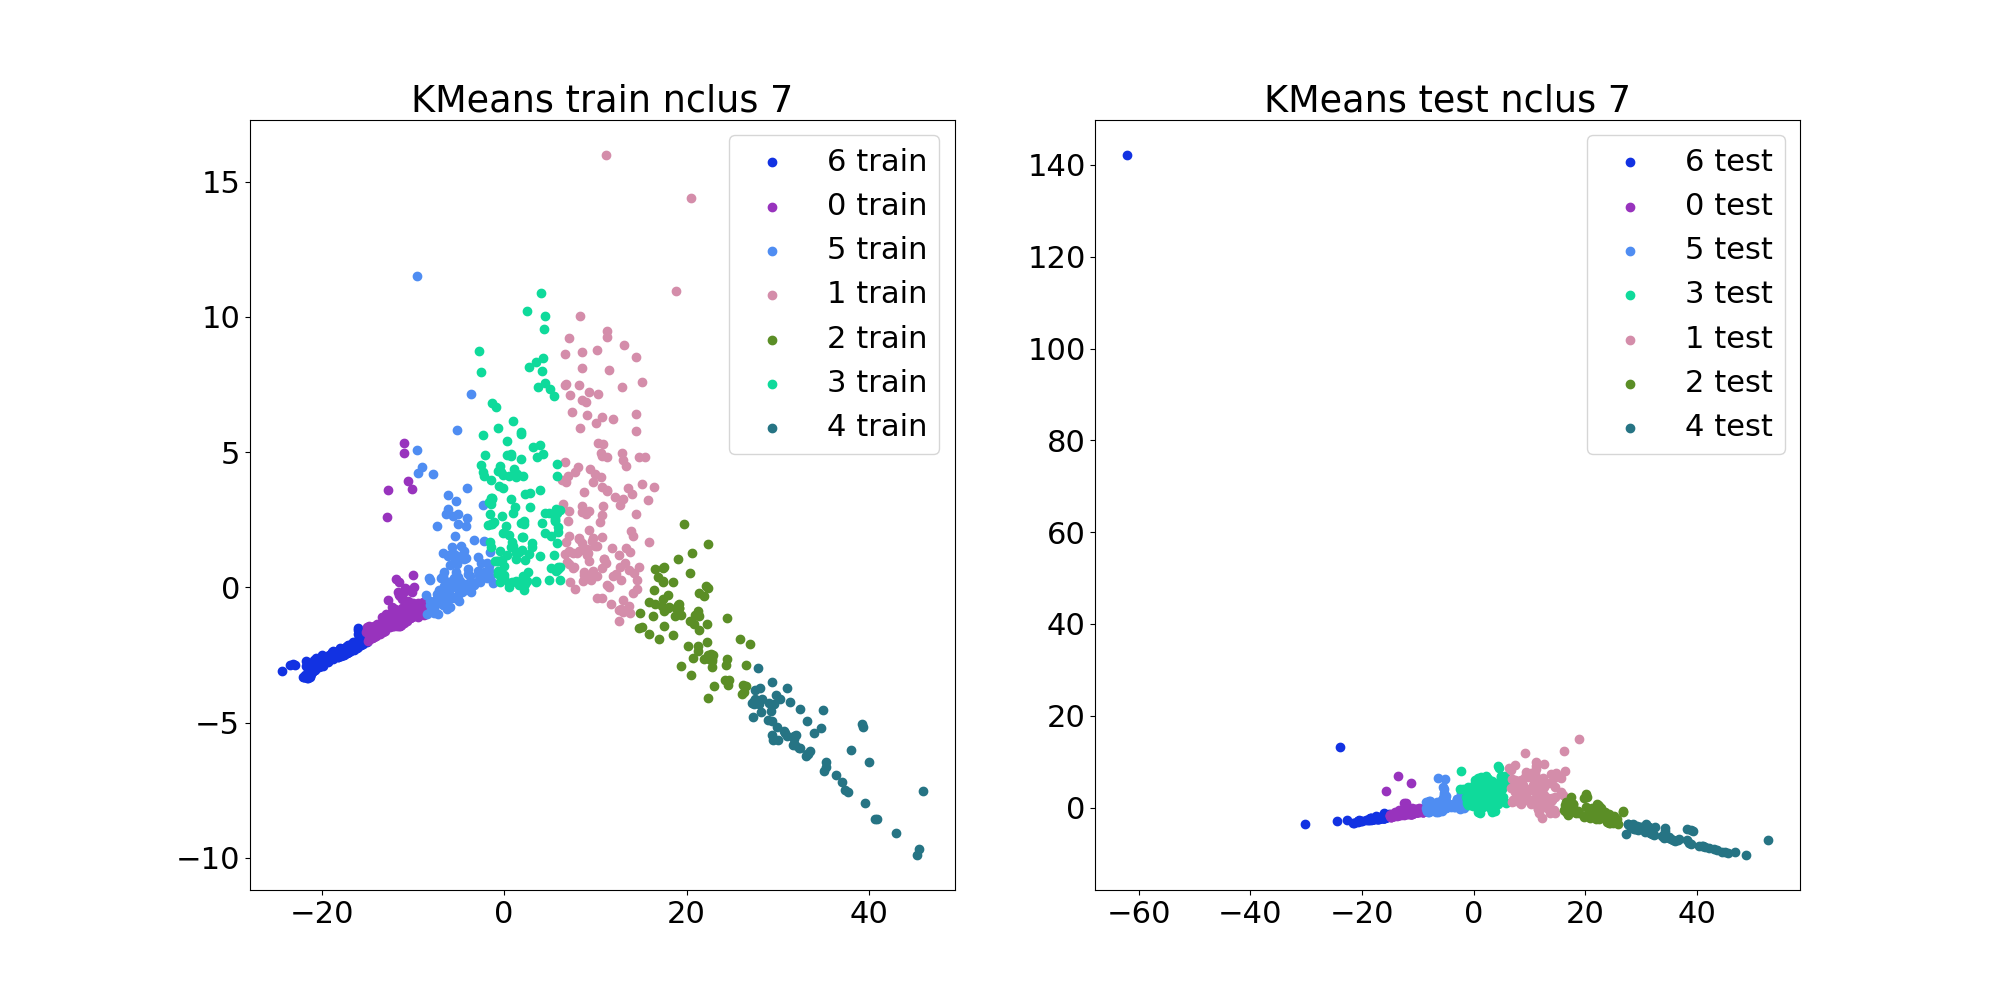 KMeans train nclus 7
15
10
5
0
−5
−10
−20
0
20
40
6 train
0 train
5 train
1 train
2 train
3 train
4 train
KMeans test nclus 7
140
120
100
80
60
40
20
0
−60
−40
−20
0
20
40
6 test
0 test
5 test
3 test
1 test
2 test
4 test